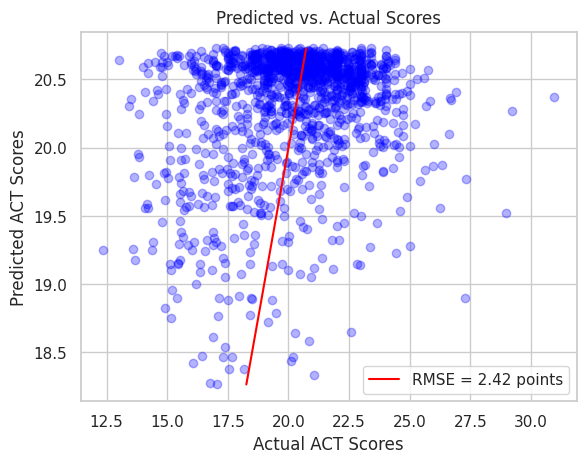 Predicted vs. Actual Scores
Predicted ACT Scores
20.5
20.0
19.5
19.0
18.5
12.5 15.0 17.5 20.0 22.5 25.0 27.5 30.0
Actual ACT Scores
RMSE = 2.42 points